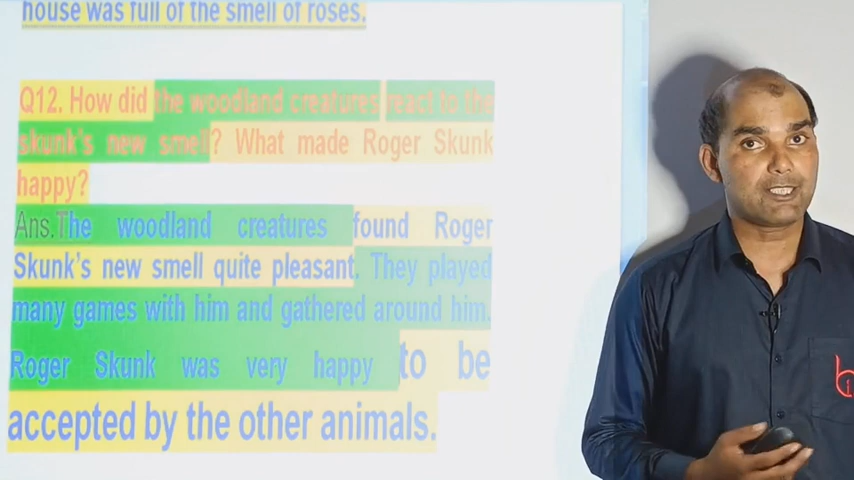 house was full of the smell of roses.
Q12. How did the woodland creatures react to the
skunk's new smell? What made Roger Skunk
happy?
Ans.The woodland creatures found Roger
Skunk's new smell quite pleasant. They played
many games with him and gathered around him.
Roger Skunk was very happy to be
accepted by the other animals.